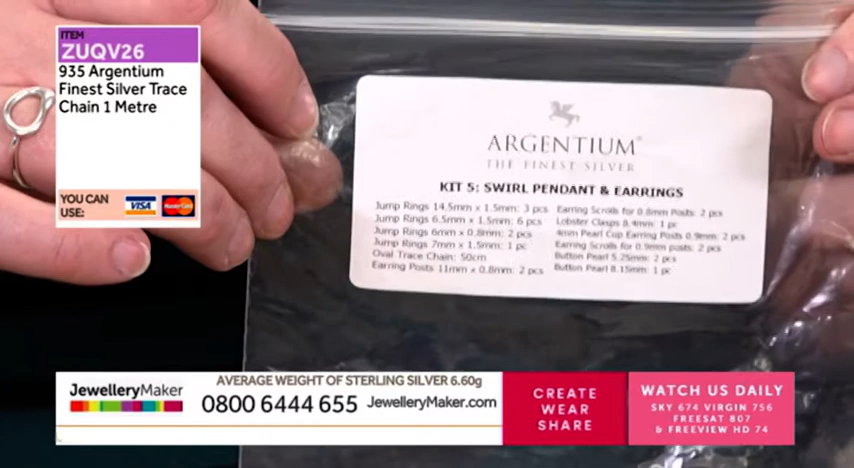 ITEM
ZUQV26
935 Argentium
Finest Silver Trace
Chain 1 Metre
YOU CAN
USE:
VISA
MasterCard
ARGENTIUM®
THE FINEST SILVER
KIT 5: SWIRL PENDANT & EARRINGS
Jump Rings 14.5mm x 1.5mm: 3 pcs
Jump Rings 6.5mm x 1.5mm: 6 pcs
Jump Rings 6mm x 0.8mm: 2 pcs
Jump Rings 7mm x 1.5mm: 1 pc
Oval Trace Chain: 50cm
Earring Posts 11mm x 0.8mm: 2 pcs
Earring Scrolls for 0.8mm Posts: 2 pcs
Lobster Clasps 8.4mm: 1 pc
4mm Pearl Cup Earring Posts 0.9mm: 2 pcs
Earring Scrolls for 0.9mm posts: 2 pcs
Button Pearl 5.25mm: 2 pcs
Button Pearl 8.15mm: 1 pc
JewelleryMaker
AVERAGE WEIGHT OF STERLING SILVER 6.60g
0800 6444 655 JewelleryMaker.com
CREATE
WEAR
SHARE
WATCH US DAILY
SKY 674 VIRGIN 756
FREESAT 807
& FREEVIEW HD 74